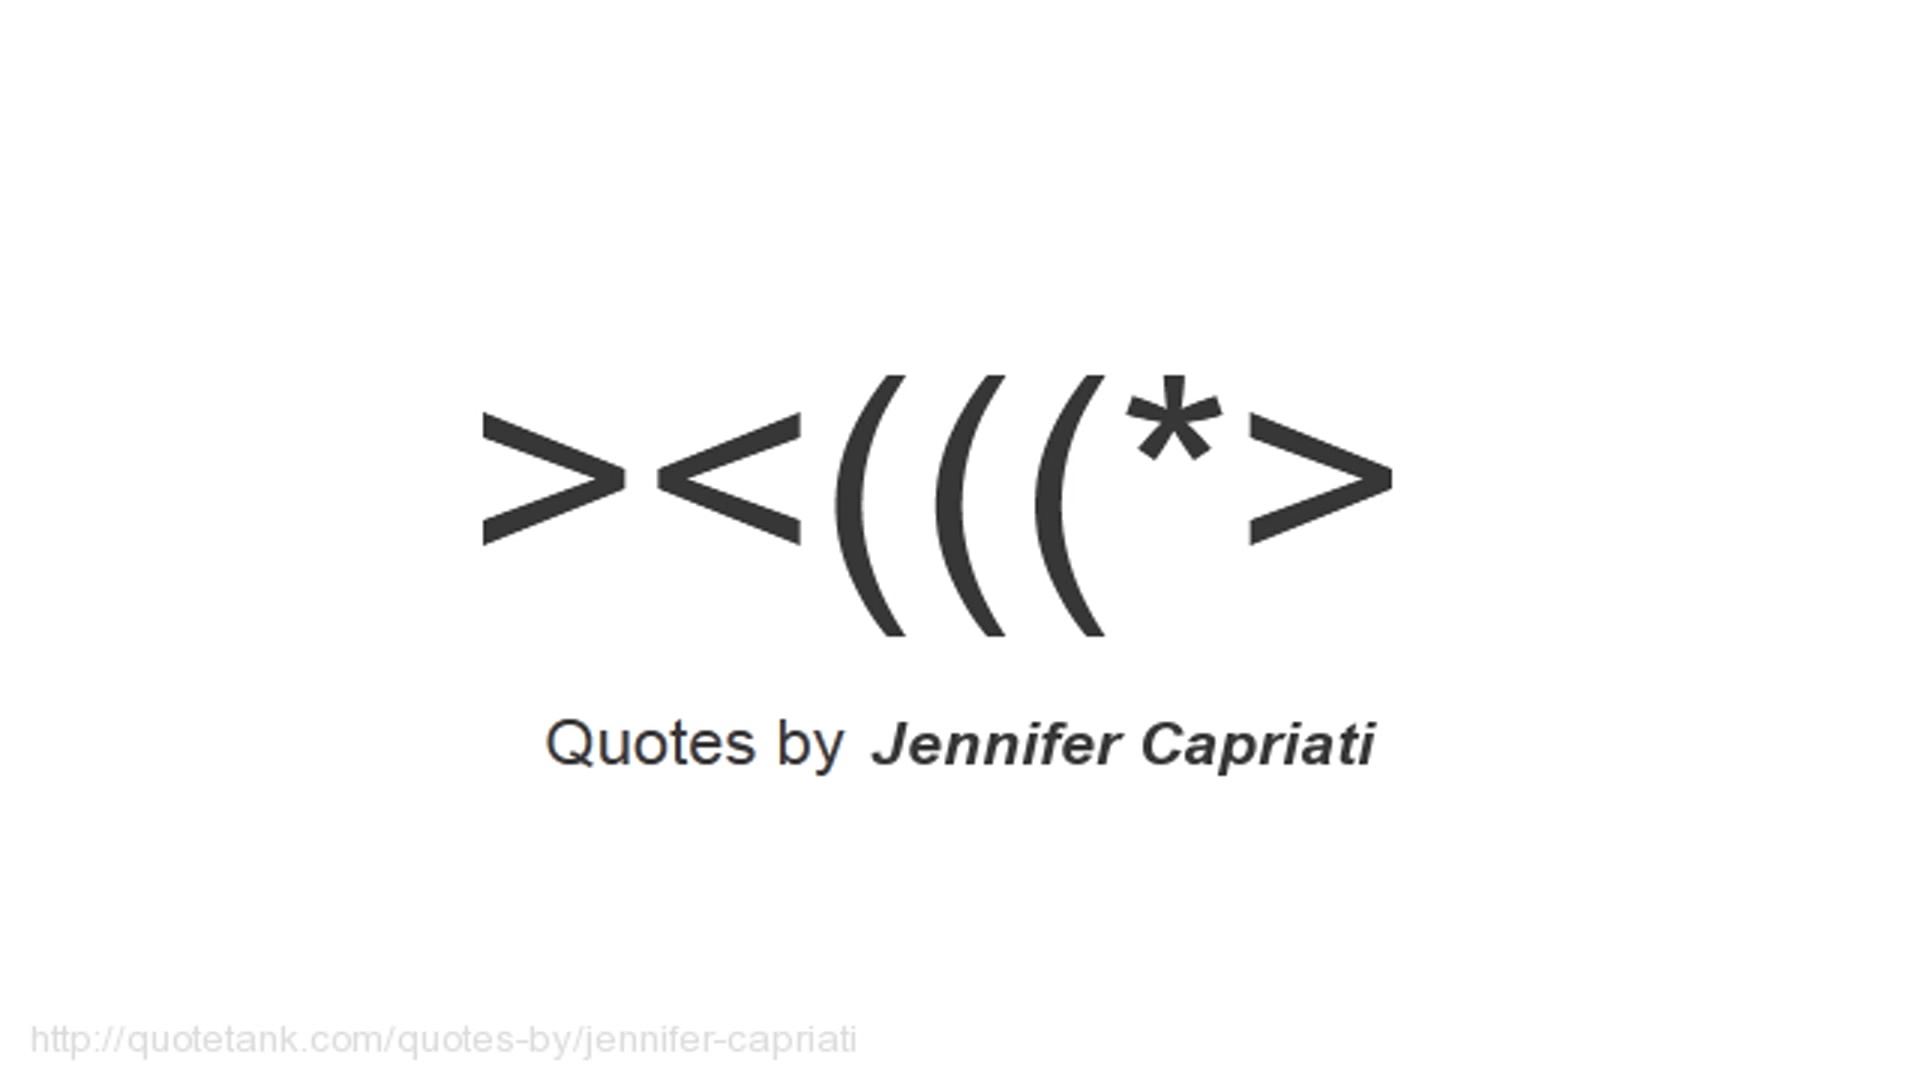 ><(((*>
Quotes by Jennifer Capriati
http://quotetank.com/quotes-by/jennifer-capriati